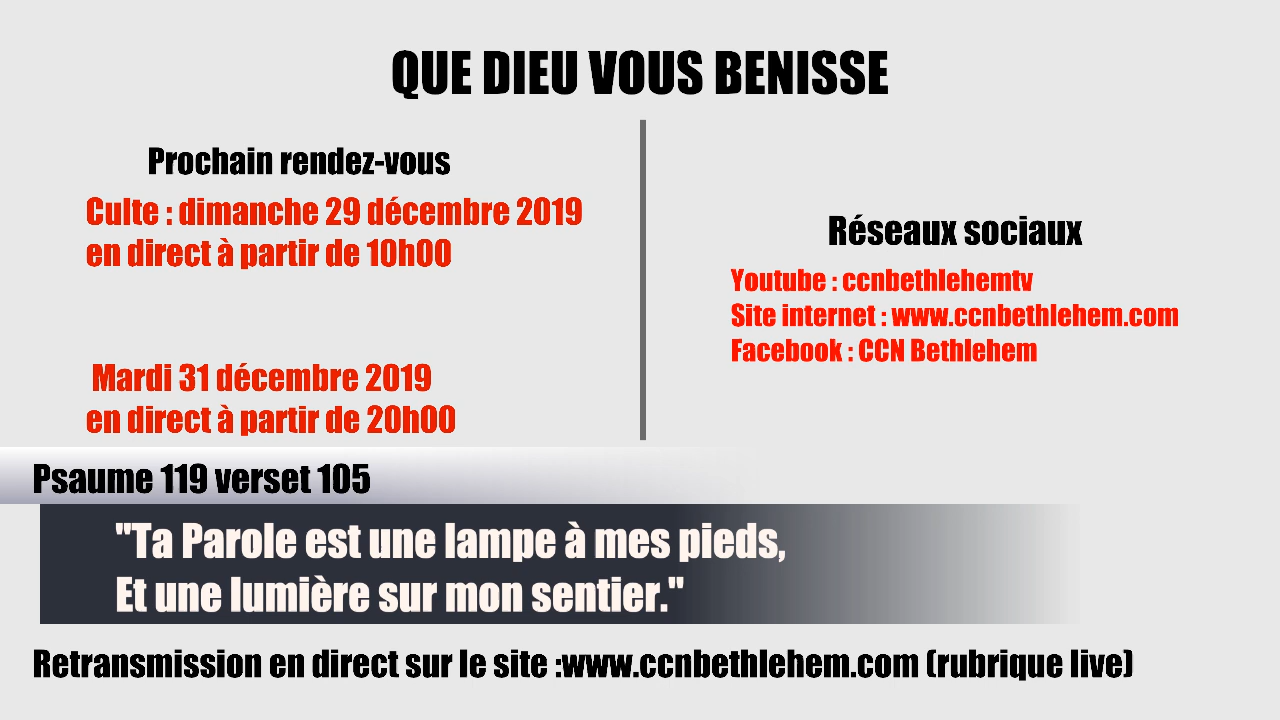 QUE DIEU VOUS BENISSE
Prochain rendez-vous
Culte : dimanche 29 décembre 2019
en direct à partir de 10h00
Mardi 31 décembre 2019
en direct à partir de 20h00
Réseaux sociaux
Youtube : ccnbethlehemtv
Site internet : www.ccnbethlehem.com
Facebook : CCN Bethlehem
Psaume 119 verset 105
"Ta Parole est une lampe à mes pieds,
Et une lumière sur mon sentier."
Retransmission en direct sur le site :www.ccnbethlehem.com (rubrique live)